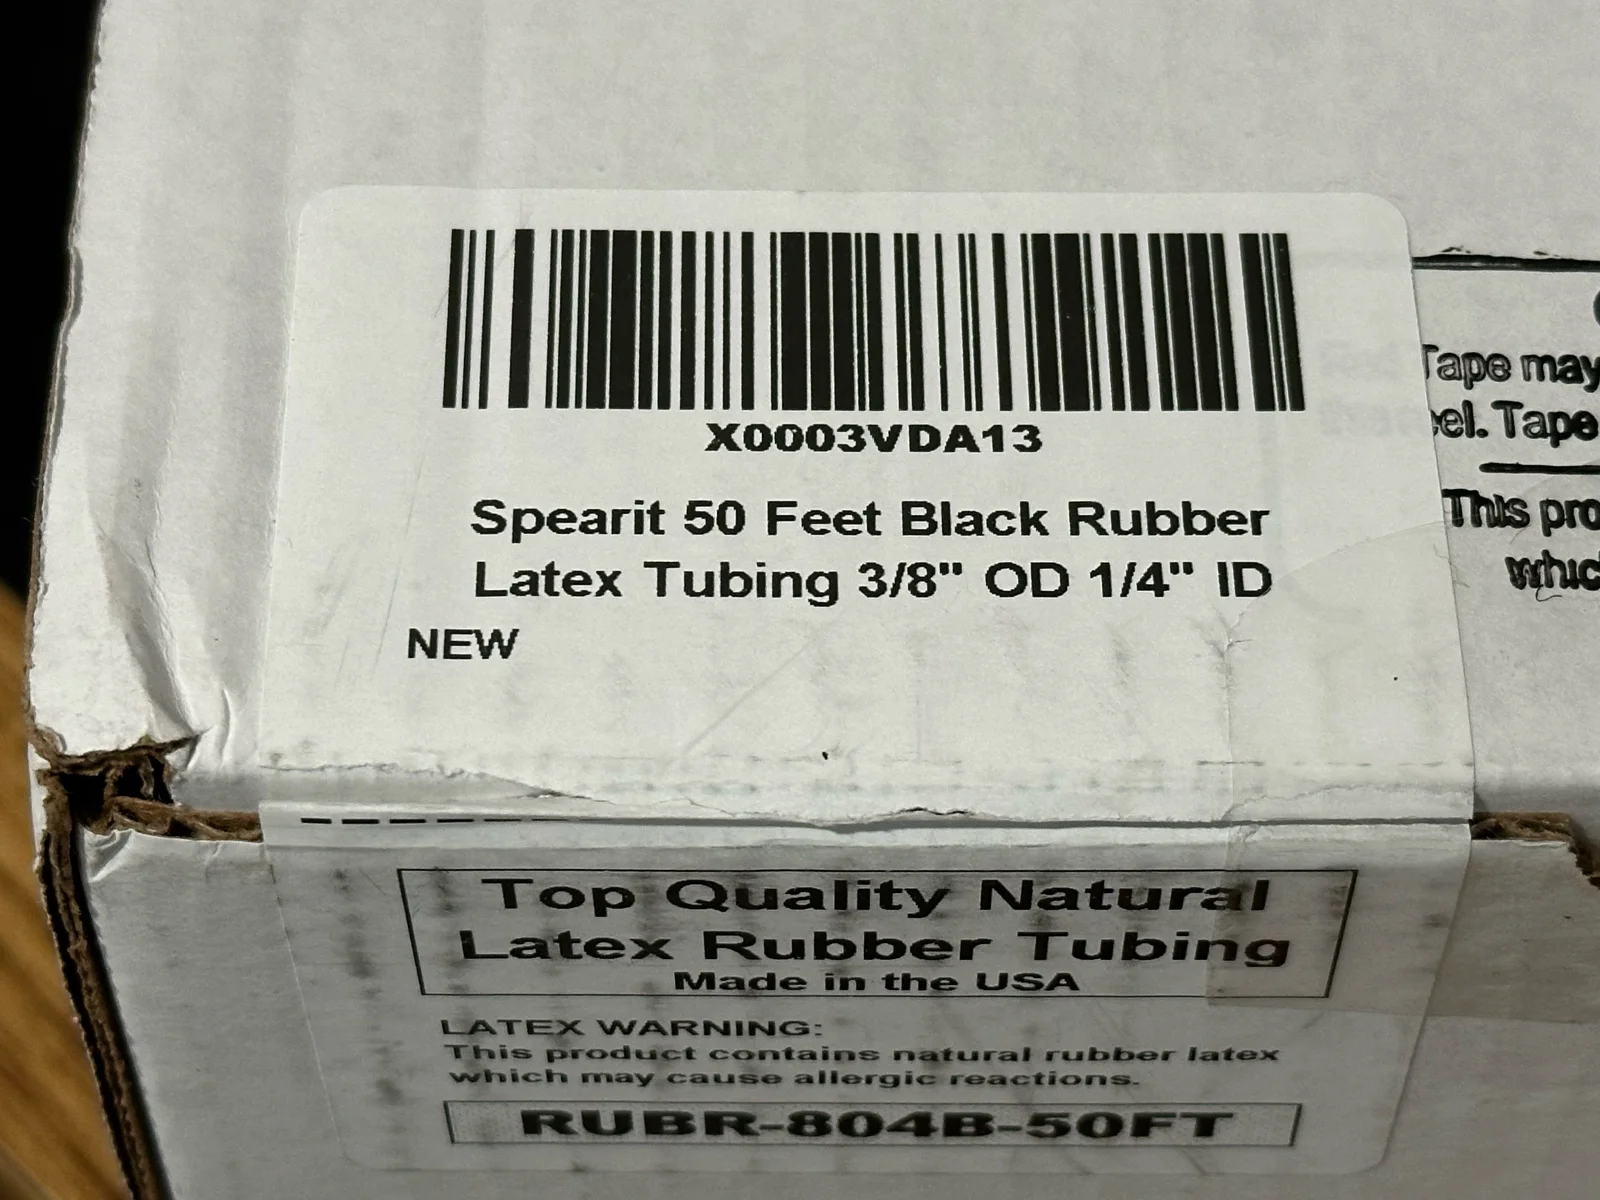 X0003VDA13
Spearit 50 Feet Black Rubber
Latex Tubing 3/8" OD 1/4" ID
NEW
Tape may
el. Tape
This pro
whic
Top Quality Natural
Latex Rubber Tubing
Made in the USA
LATEX WARNING:
This product contains natural rubber latex
which may cause allergic reactions.
RUBR-804B-50FT